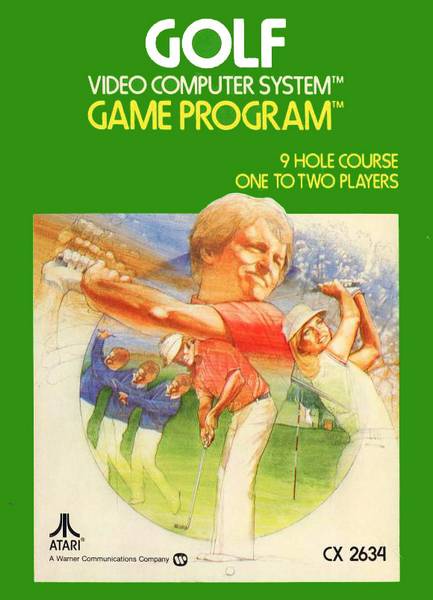 GOLF
VIDEO COMPUTER SYSTEM™
GAME PROGRAM™
9 HOLE COURSE
ONE TO TWO PLAYERS
ATARI®
A Warner Communications Company
CX 2634